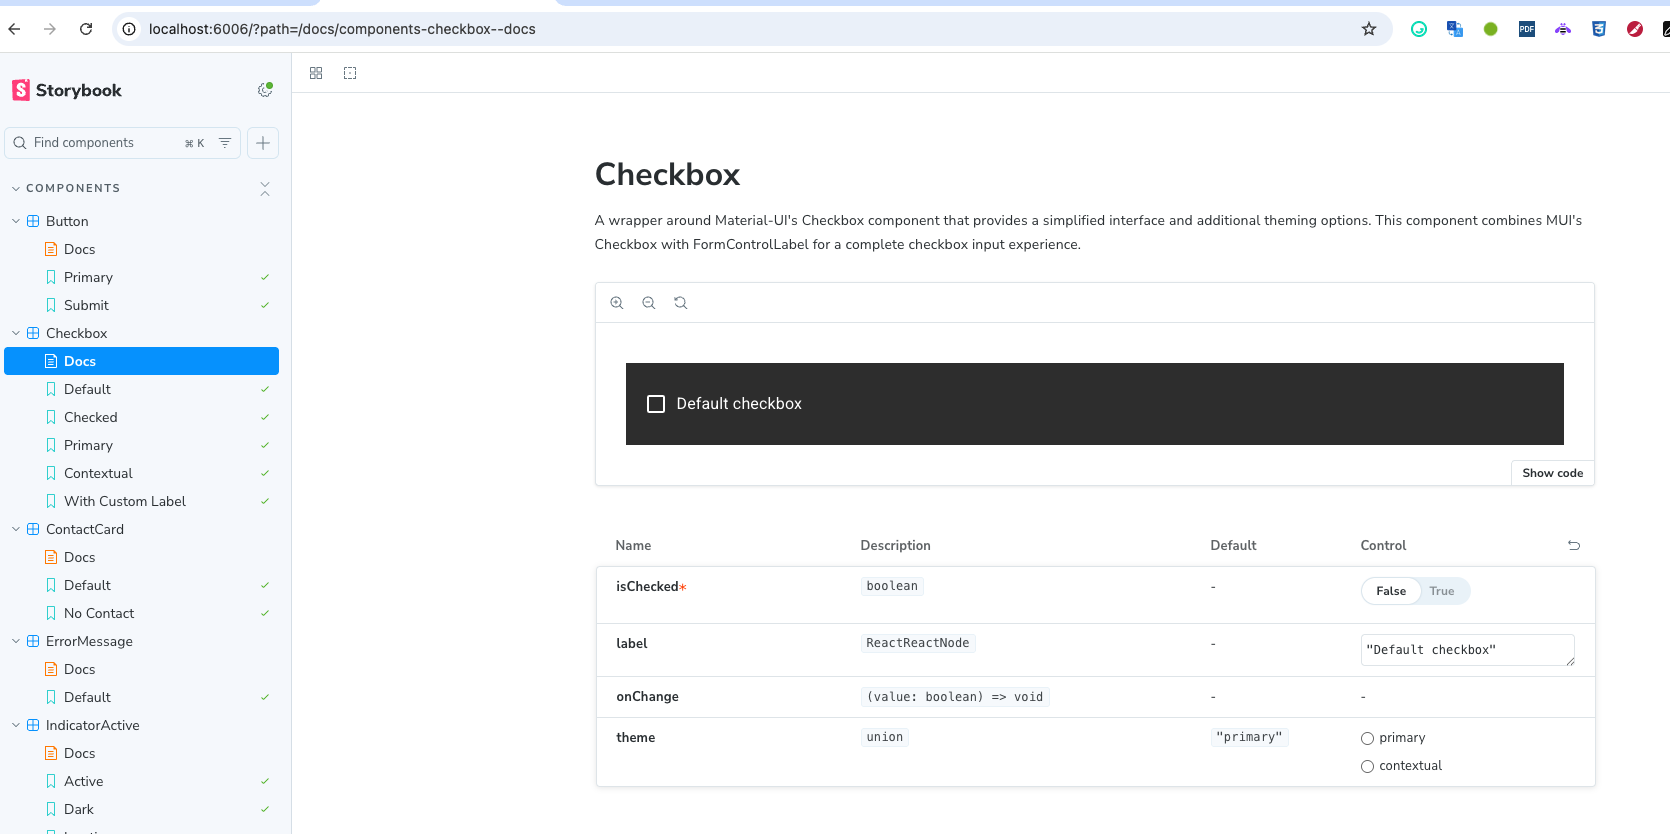 localhost:6006/?path=/docs/components-checkbox--docs
PDF
S Storybook
Find components ⌘ K
COMPONENTS
Button
Docs
Primary
Submit
Checkbox
Docs
Default
Checked
Primary
Contextual
With Custom Label
ContactCard
Docs
Default
No Contact
ErrorMessage
Docs
Default
IndicatorActive
Docs
Active
Dark
Checkbox
A wrapper around Material-UI's Checkbox component that provides a simplified interface and additional theming options. This component combines MUI's
Checkbox with FormControlLabel for a complete checkbox input experience.
Default checkbox
Show code
Name Description Default Control
isChecked* boolean - False True
label ReactReactNode - "Default checkbox"
onChange (value: boolean) => void - -
theme union "primary" primary
contextual